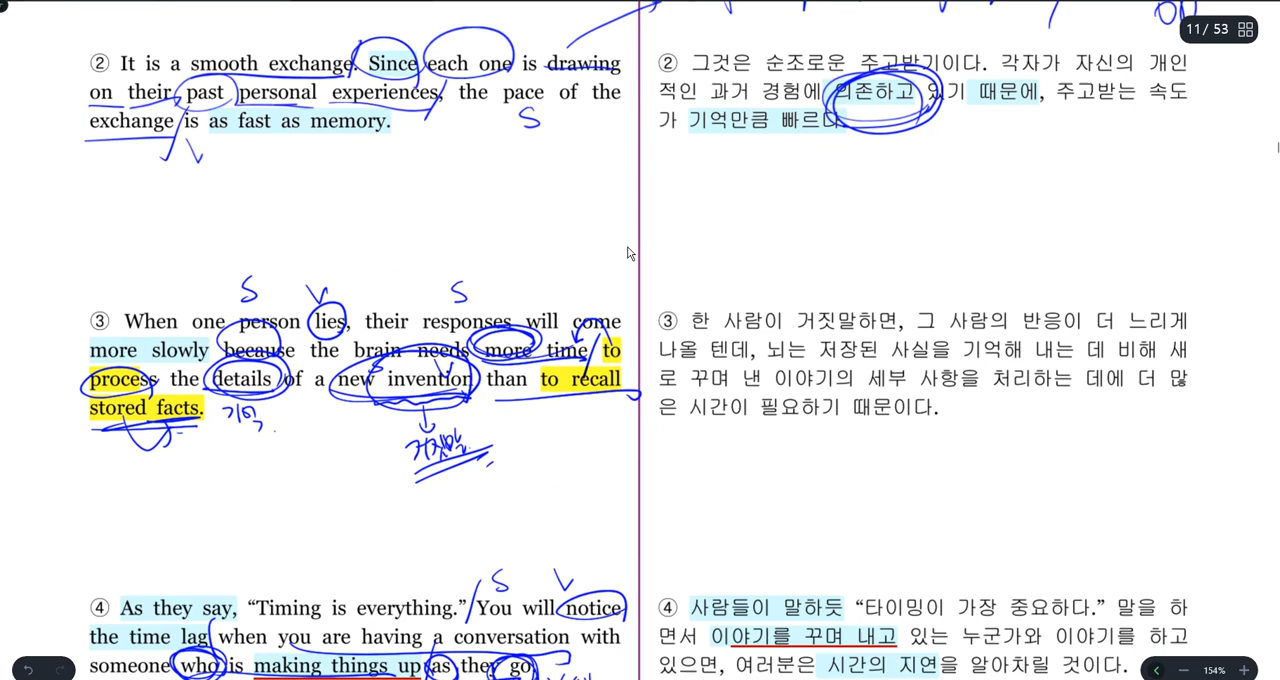 11 / 53
② It is a smooth exchange. Since each one is drawing
on their past personal experiences, the pace of the
exchange is as fast as memory.
S
V
② 그것은 순조로운 주고받기이다. 각자가 자신의 개인
적인 과거 경험에 의존하고 있기 때문에, 주고받는 속도
가 기억만큼 빠르다.
S V S
③ When one person lies, their responses will come
more slowly because the brain needs more time to
process the details of a new invention than to recall
stored facts.
S V
기억
거짓말
③ 한 사람이 거짓말하면, 그 사람의 반응이 더 느리게
나올 텐데, 뇌는 저장된 사실을 기억해 내는 데 비해 새
로 꾸며 낸 이야기의 세부 사항을 처리하는 데에 더 많
은 시간이 필요하기 때문이다.
S V
④ As they say, “Timing is everything.” You will notice
the time lag when you are having a conversation with
someone who is making things up as they go.
④ 사람들이 말하듯 “타이밍이 가장 중요하다.” 말을 하
면서 이야기를 꾸며 내고 있는 누군가와 이야기를 하고
있으면, 여러분은 시간의 지연을 알아차릴 것이다.
154%